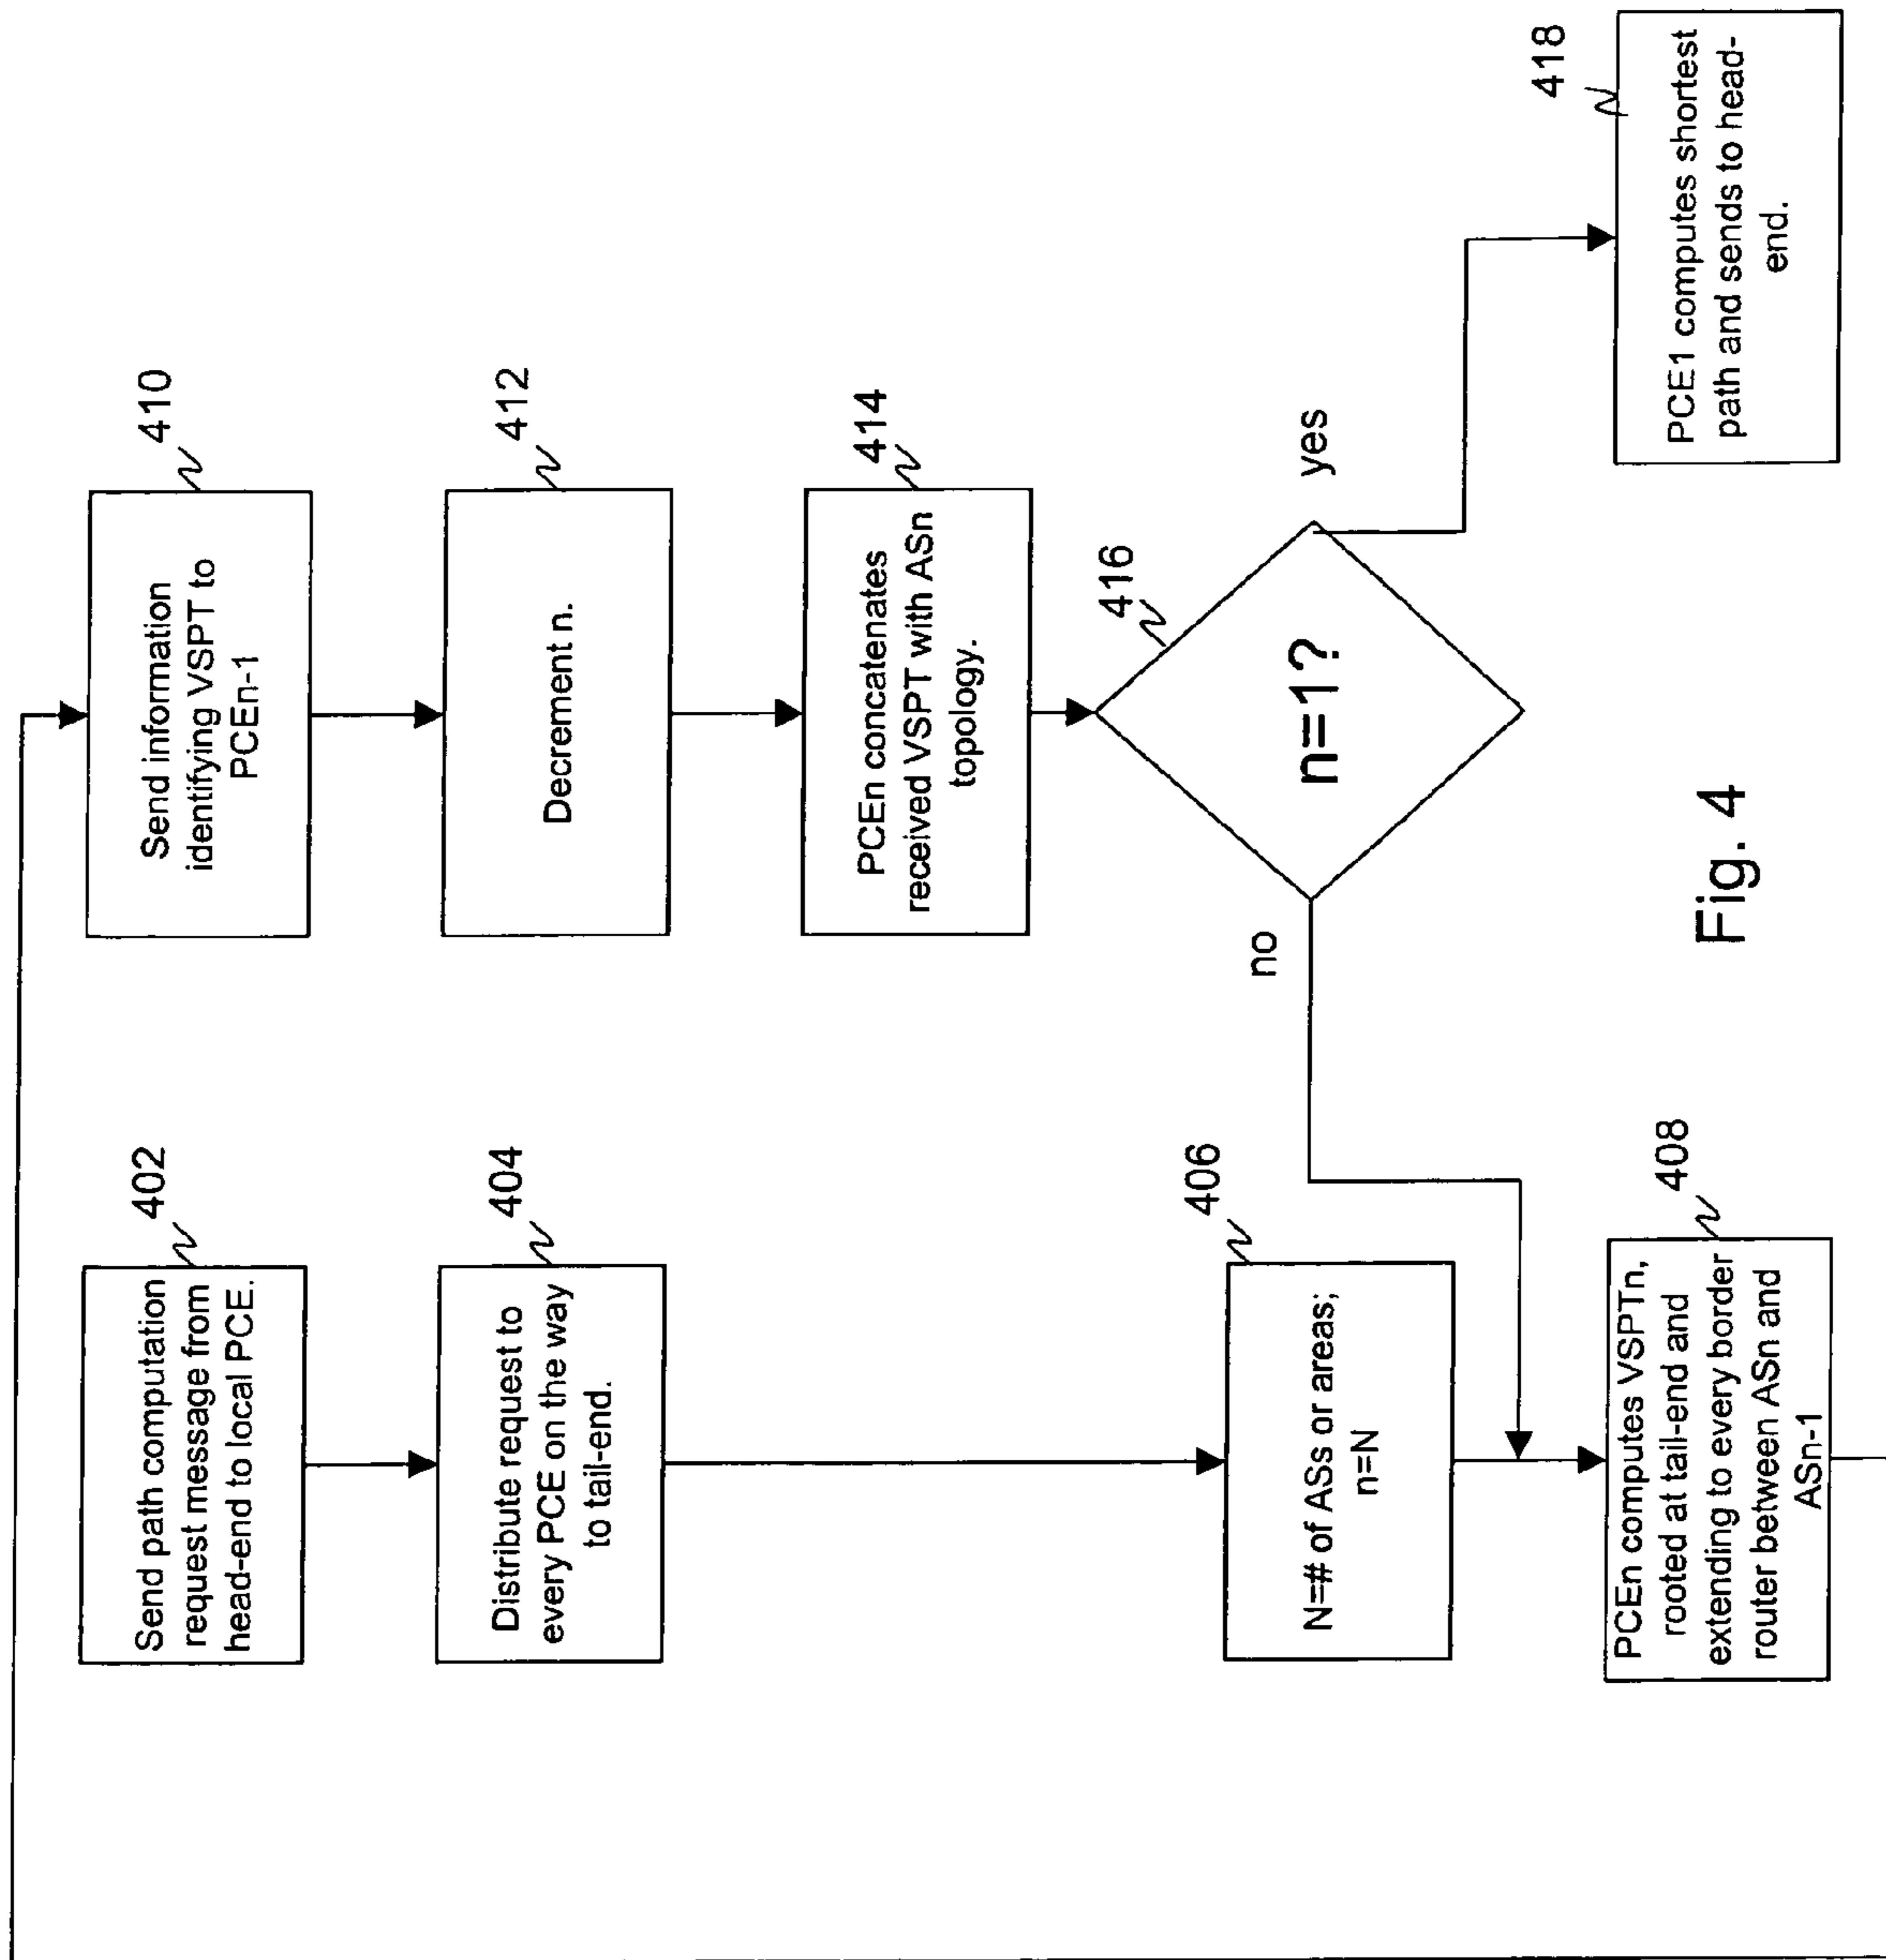 402
Send path computation
request message from
head-end to local PCE.
404
Distribute request to
every PCE on the way
to tail-end.
406
N=# of ASs or areas;
n=N
408
PCEn computes VSPTn,
rooted at tail-end and
extending to every border
router between ASn and
ASn-1
410
Send information
identifying VSPT to
PCEn-1
412
Decrement n.
414
PCEn concatenates
received VSPT with ASn
topology.
416
n=1?
no
yes
418
PCE1 computes shortest
path and sends to head-
end.
Fig. 4